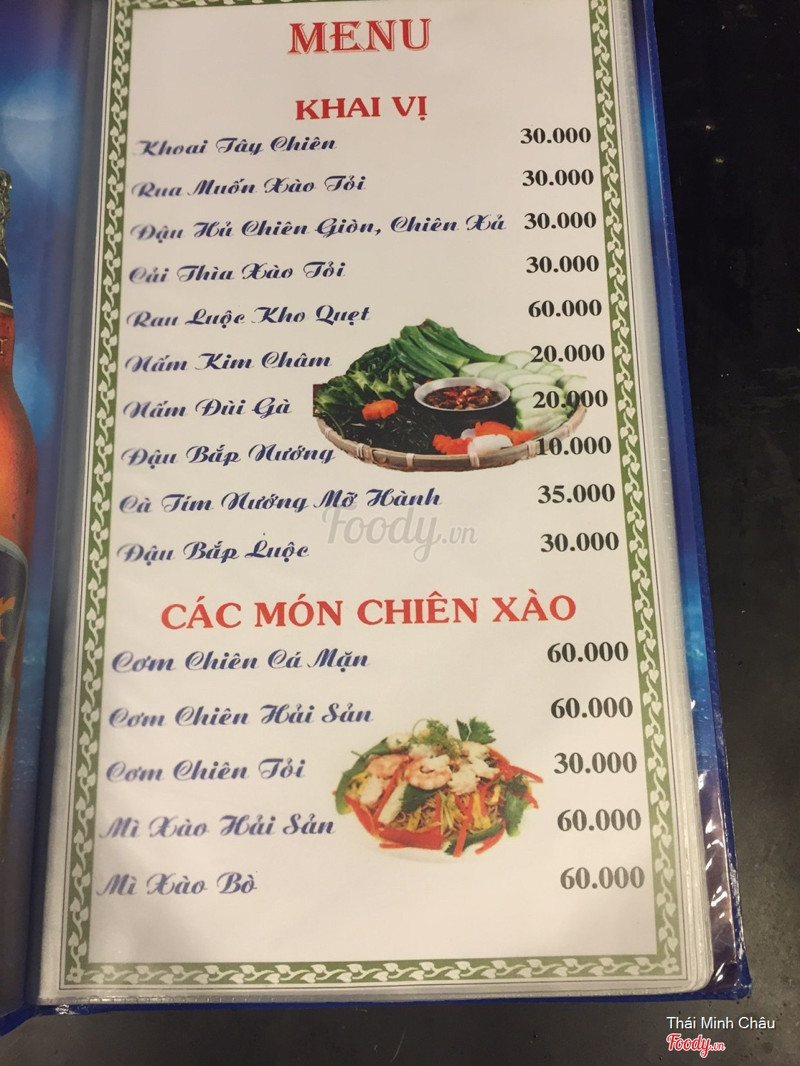 MENU
KHAI VỊ
Khoai Tây Chiên 30.000
Rua Muốn Xào Tỏi 30.000
Đậu Hủ Chiên Giòn, Chiên Xả 30.000
Cải Thìa Xào Tỏi 30.000
Rau Luộc Kho Quẹt 60.000
Nấm Kim Châm 20.000
Nấm Đùi Gà 20.000
Đậu Bắp Nướng 10.000
Cà Tím Nướng Mỡ Hành 35.000
Foody.vn
Đậu Bắp Luộc 30.000
CÁC MÓN CHIÊN XÀO
Cơm Chiên Cá Mặn 60.000
Cơm Chiên Hải Sản 60.000
Cơm Chiên Tỏi 30.000
Mì Xào Hải Sản 60.000
Mì Xào Bò 60.000
Thái Minh Châu
Foody.vn